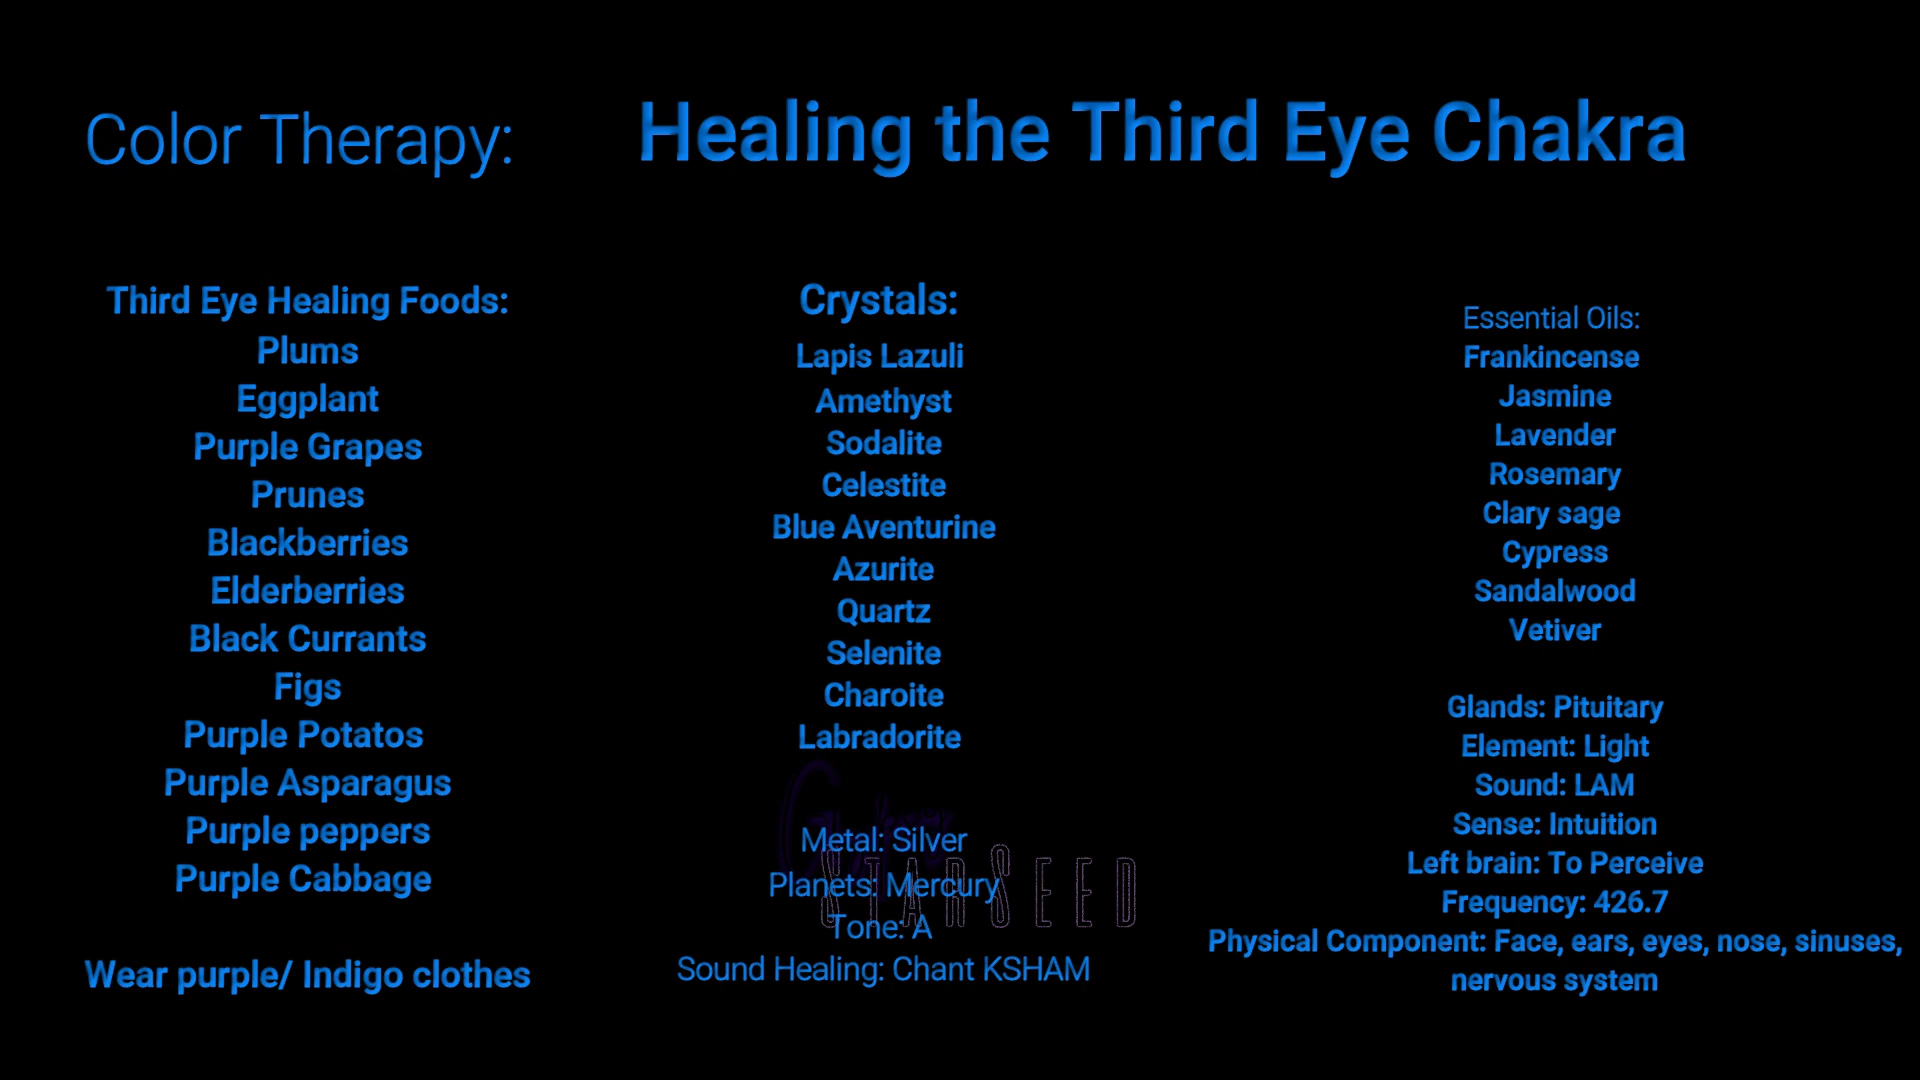 Color Therapy:
Healing the Third Eye Chakra
Third Eye Healing Foods:
Plums
Eggplant
Purple Grapes
Prunes
Blackberries
Elderberries
Black Currants
Figs
Purple Potatos
Purple Asparagus
Purple peppers
Purple Cabbage
Wear purple/ Indigo clothes
Crystals:
Lapis Lazuli
Amethyst
Sodalite
Celestite
Blue Aventurine
Azurite
Quartz
Selenite
Charoite
Labradorite
Metal: Silver
Planets: Mercury
Tone: A
Sound Healing: Chant KSHAM
STARSEED
Essential Oils:
Frankincense
Jasmine
Lavender
Rosemary
Clary sage
Cypress
Sandalwood
Vetiver
Glands: Pituitary
Element: Light
Sound: LAM
Sense: Intuition
Left brain: To Perceive
Frequency: 426.7
Physical Component: Face, ears, eyes, nose, sinuses,
nervous system